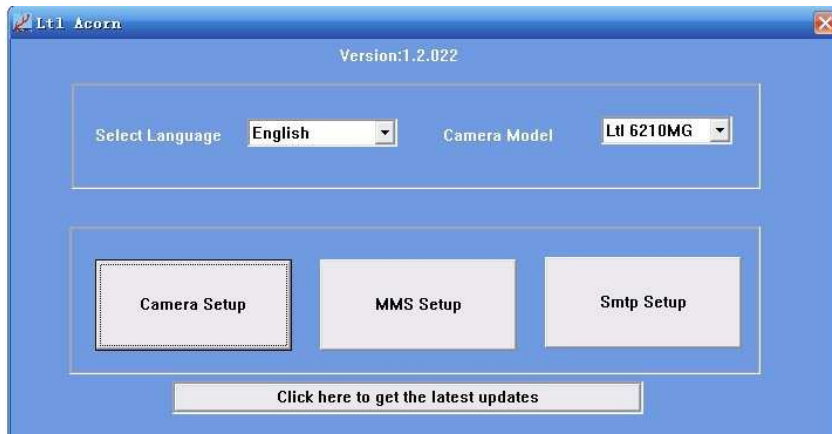 Ltl Acorn
Version:1.2.022
Select Language English Camera Model Ltl 6210MG
Camera Setup MMS Setup Smtp Setup
Click here to get the latest updates